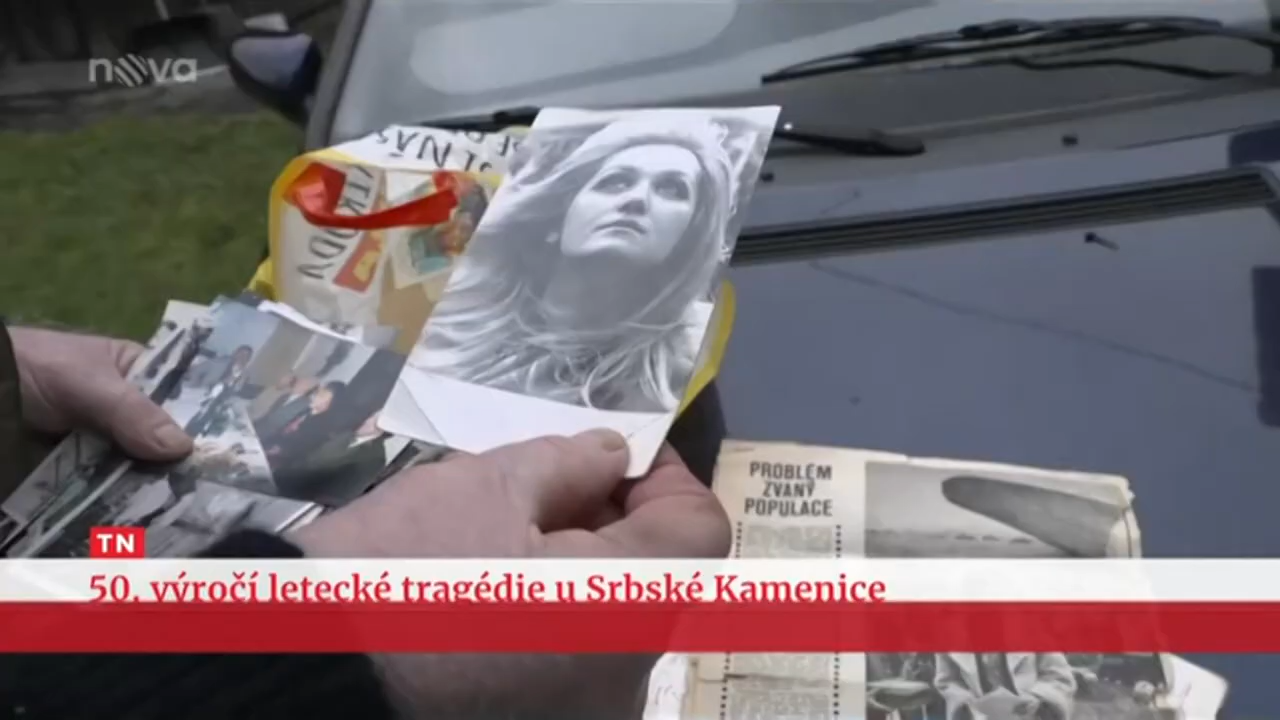 nova
PROBLÉM
ZVANÝ
POPULACE
TN
50. výročí letecké tragédie u Srbské Kamenice